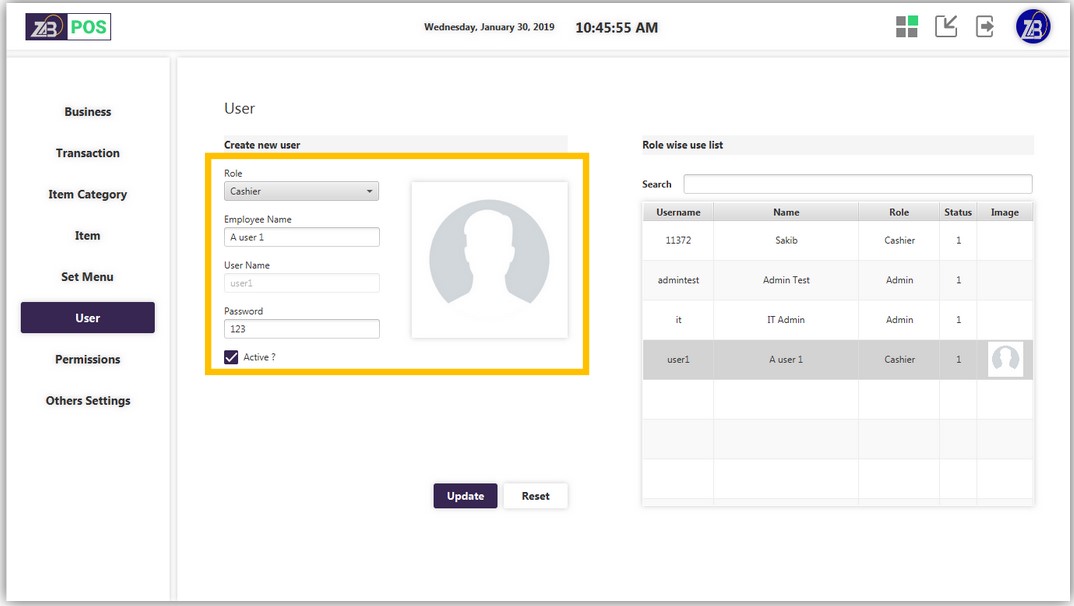 ZB POS
Wednesday, January 30, 2019 10:45:55 AM
ZB
Business
Transaction
Item Category
Item
Set Menu
User
Permissions
Others Settings
User
Create new user
Role
Cashier
Employee Name
A user 1
User Name
user1
Password
123
Active ?
Update Reset
Role wise use list
Search
Username Name Role Status Image
11372 Sakib Cashier 1
admintest Admin Test Admin 1
it IT Admin Admin 1
user1 A user 1 Cashier 1